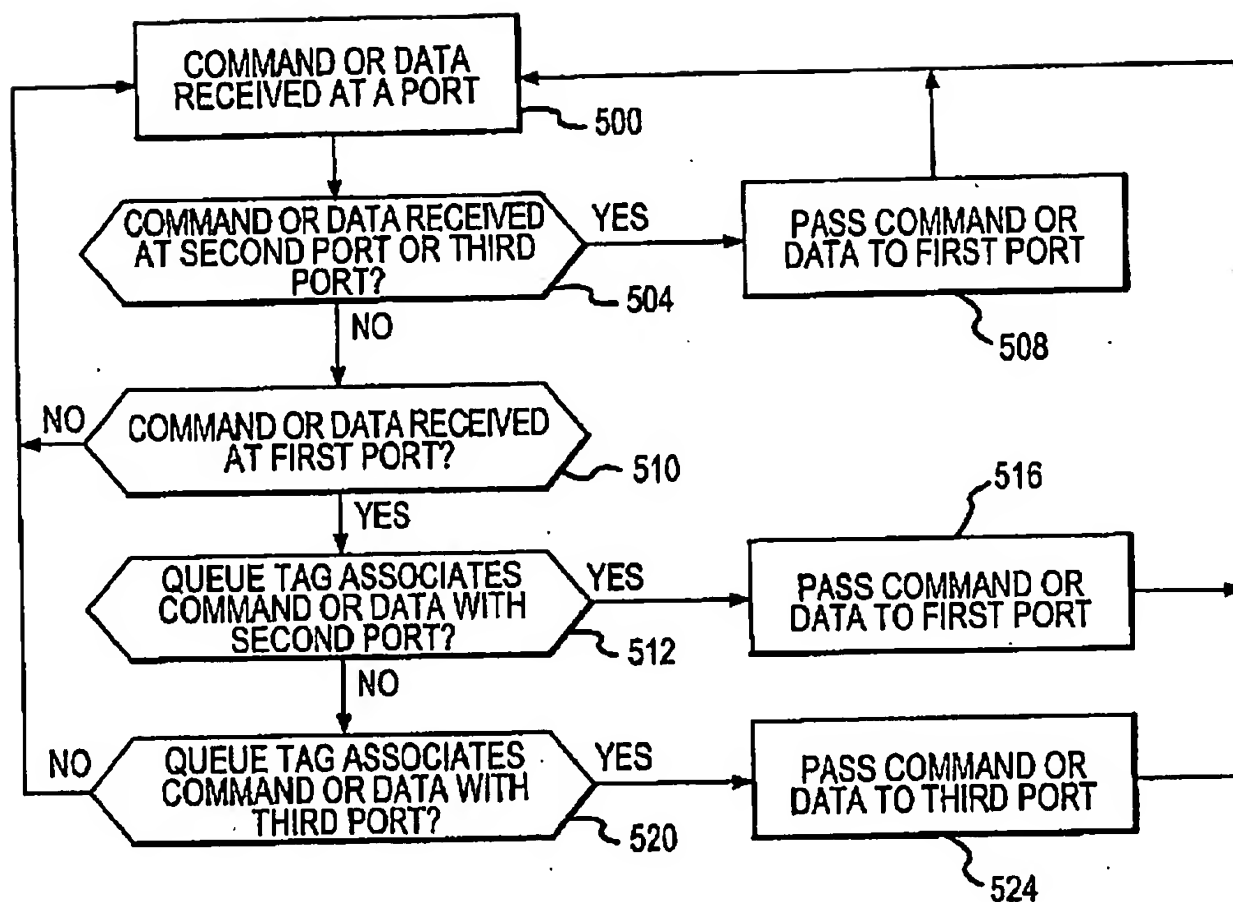 COMMAND OR DATA
RECEIVED AT A PORT
500
COMMAND OR DATA RECEIVED
AT SECOND PORT OR THIRD
PORT?
504
YES
PASS COMMAND OR
DATA TO FIRST PORT
508
NO
COMMAND OR DATA RECEIVED
AT FIRST PORT?
510
NO
YES
QUEUE TAG ASSOCIATES
COMMAND OR DATA WITH
SECOND PORT?
512
YES
516
PASS COMMAND OR
DATA TO FIRST PORT
NO
QUEUE TAG ASSOCIATES
COMMAND OR DATA WITH
THIRD PORT?
520
NO
YES
PASS COMMAND OR
DATA TO THIRD PORT
524